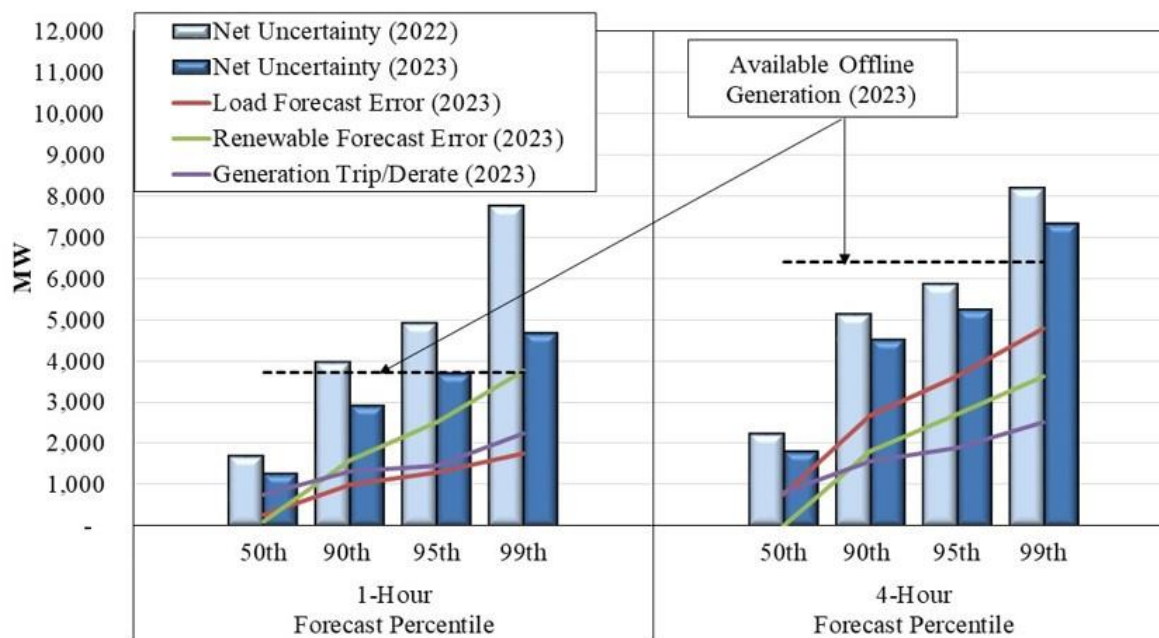 12,000
11,000
10,000
9,000
8,000
7,000
6,000
5,000
4,000
3,000
2,000
1,000
-
MW
Net Uncertainty (2022)
Net Uncertainty (2023)
Load Forecast Error (2023)
Renewable Forecast Error (2023)
Generation Trip/Derate (2023)
Available Offline
Generation (2023)
50th 90th 95th 99th 50th 90th 95th 99th
1-Hour 4-Hour
Forecast Percentile Forecast Percentile